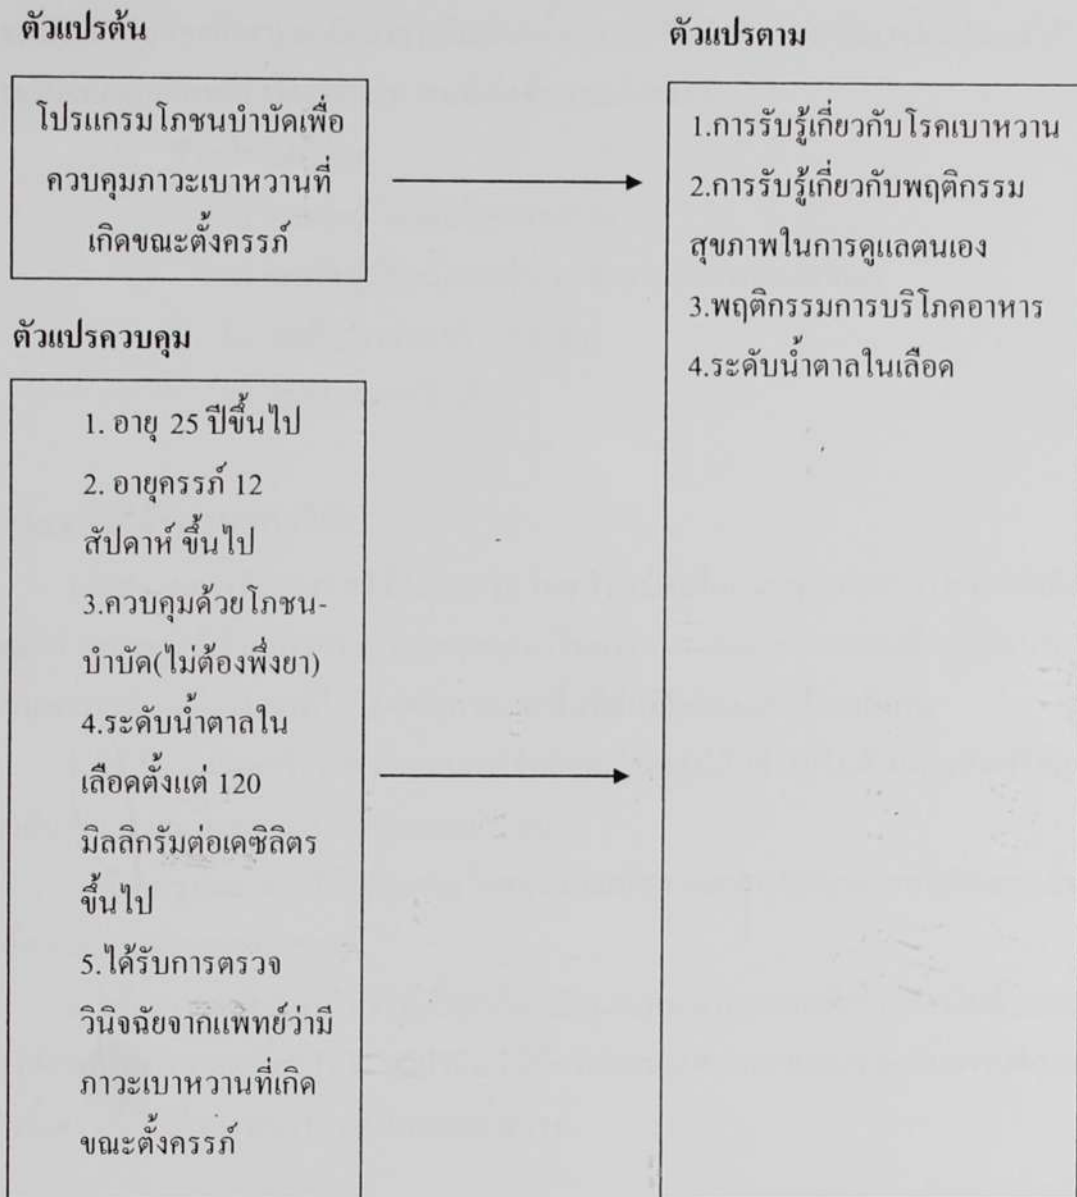 ตัวแปรต้น
โปรแกรมโภชนบำบัดเพื่อ
ควบคุมภาวะเบาหวานที่
เกิดขณะตั้งครรภ์
ตัวแปรควบคุม
1. อายุ 25 ปีขึ้นไป
2. อายุครรภ์ 12
สัปดาห์ ขึ้นไป
3.ควบคุมด้วยโภชน-
บำบัด(ไม่ต้องพึ่งยา)
4.ระดับน้ำตาลใน
เลือดตั้งแต่ 120
มิลลิกรัมต่อเดซิลิตร
ขึ้นไป
5.ได้รับการตรวจ
วินิจฉัยจากแพทย์ว่ามี
ภาวะเบาหวานที่เกิด
ขณะตั้งครรภ์
ตัวแปรตาม
1.การรับรู้เกี่ยวกับโรคเบาหวาน
2.การรับรู้เกี่ยวกับพฤติกรรม
สุขภาพในการดูแลตนเอง
3.พฤติกรรมการบริโภคอาหาร
4.ระดับน้ำตาลในเลือด